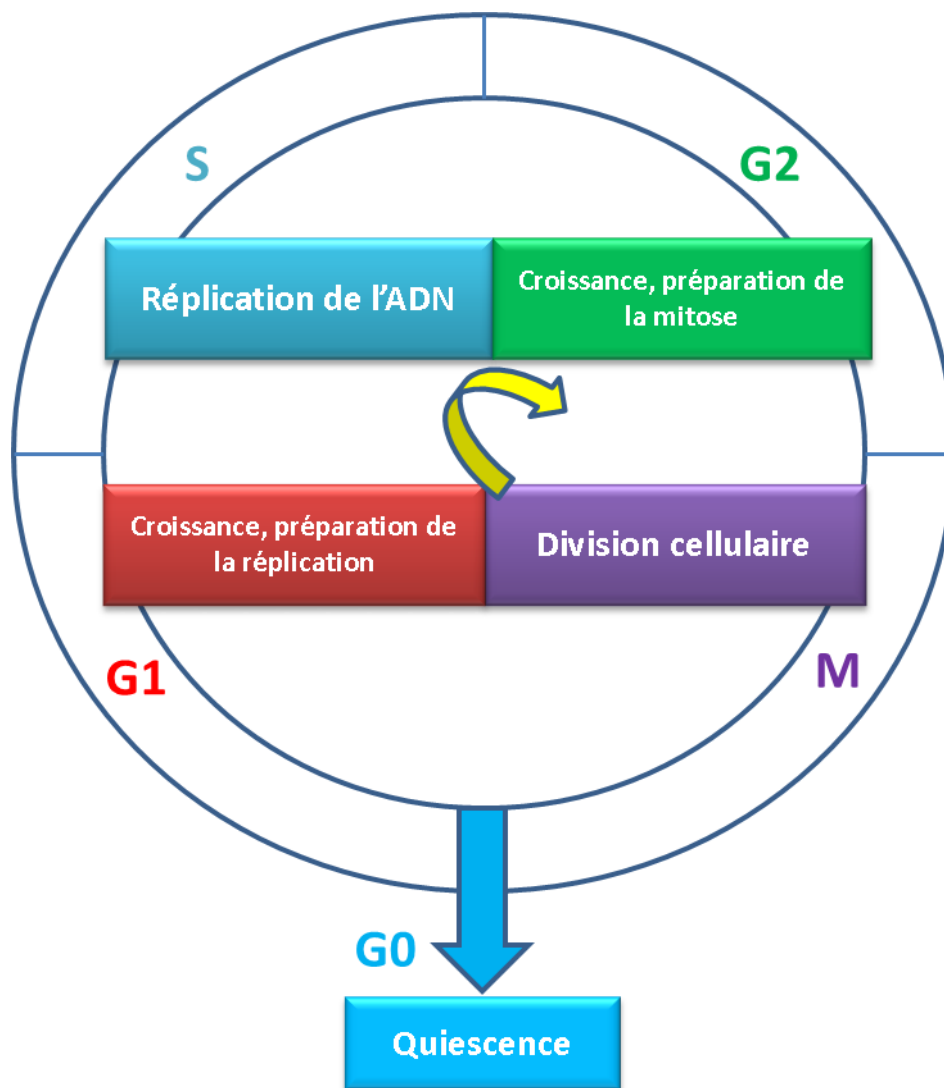 S
G2
Réplication de l’ADN
Croissance, préparation de
la mitose
Croissance, préparation de
la réplication
Division cellulaire
G1
M
G0
Quiescence